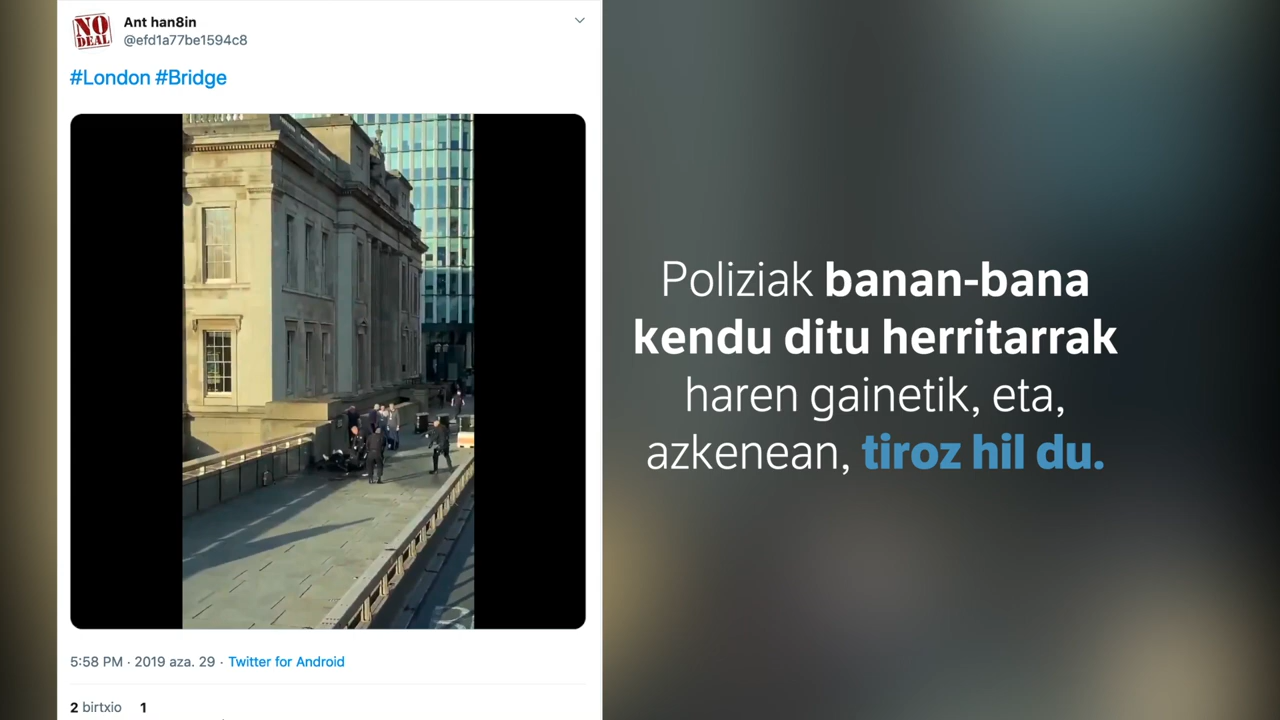 NO
DEAL
Ant han8in
@efd1a77be1594c8
#London #Bridge
Poliziak banan-bana
kendu ditu herritarrak
haren gainetik, eta,
azkenean, tiroz hil du.
5:58 PM · 2019 aza. 29 · Twitter for Android
2 birtxio 1